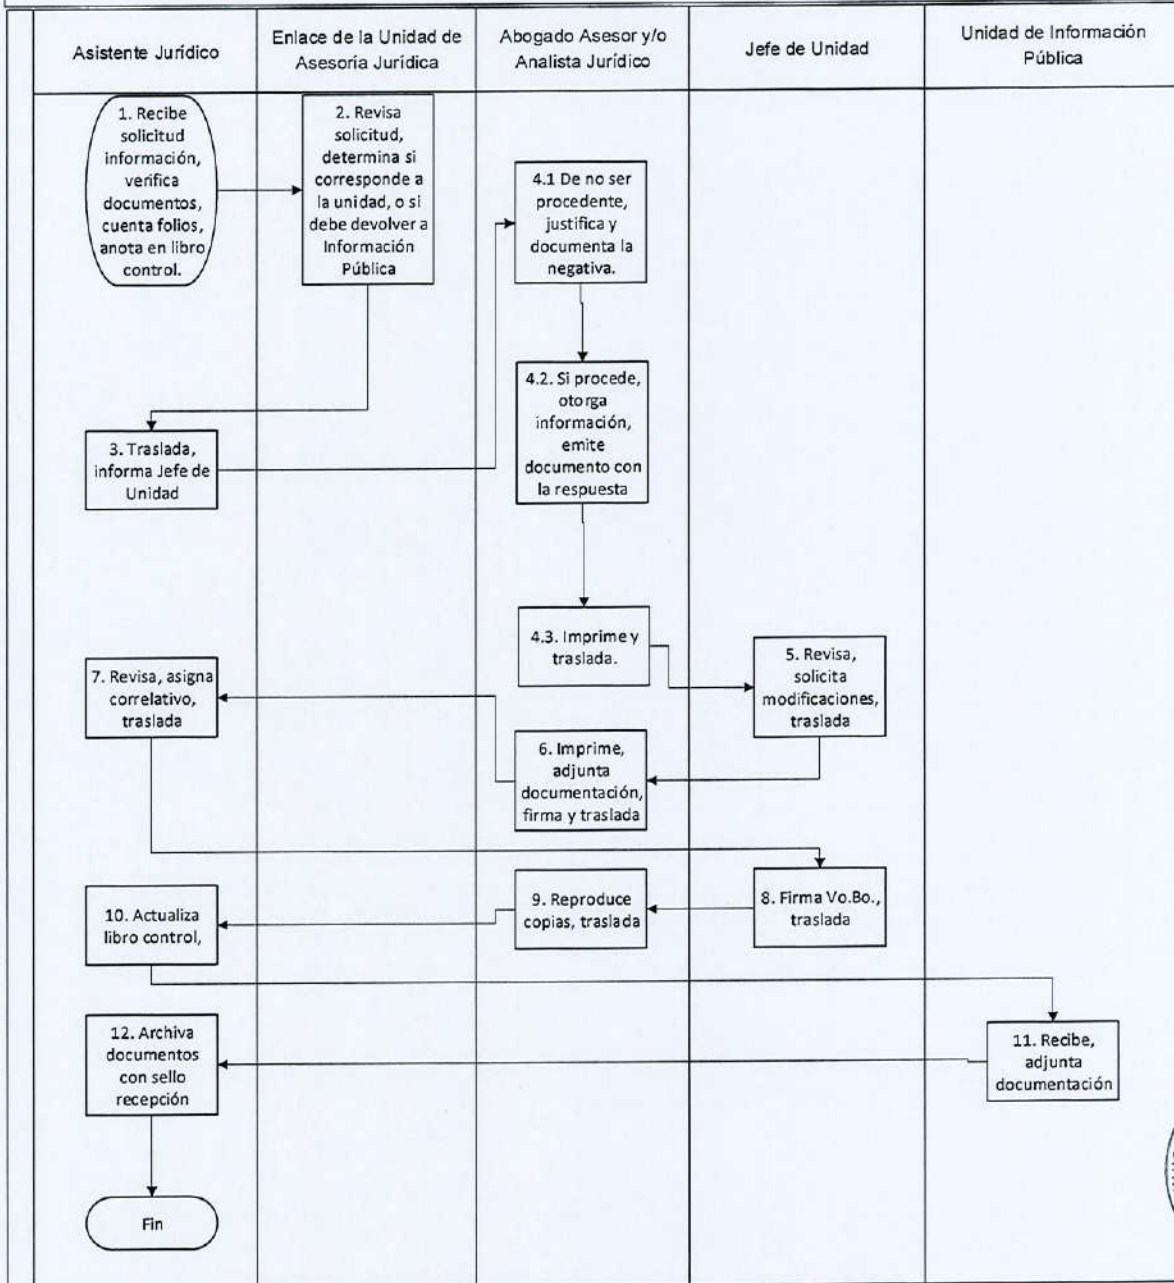 Asistente Jurídico
Enlace de la Unidad de
Asesoría Jurídica
Abogado Asesor y/o
Analista Jurídico
Jefe de Unidad
Unidad de Información
Pública
1. Recibe
solicitud
información,
verifica
documentos,
cuenta folios,
anota en libro
control.
2. Revisa
solicitud,
determina si
corresponde a
la unidad, o si
debe devolver a
Información
Pública
3. Traslada,
informa Jefe de
Unidad
4.1 De no ser
procedente,
justifica y
documenta la
negativa.
4.2. Si procede,
otorga
información,
emite
documento con
la respuesta
4.3. Imprime y
traslada.
5. Revisa,
solicita
modificaciones,
traslada
6. Imprime,
adjunta
documentación,
firma y traslada
7. Revisa, asigna
correlativo,
traslada
8. Firma Vo.Bo.,
traslada
9. Reproduce
copias, traslada
10. Actualiza
libro control,
11. Recibe,
adjunta
documentación
12. Archiva
documentos
con sello
recepción
Fin